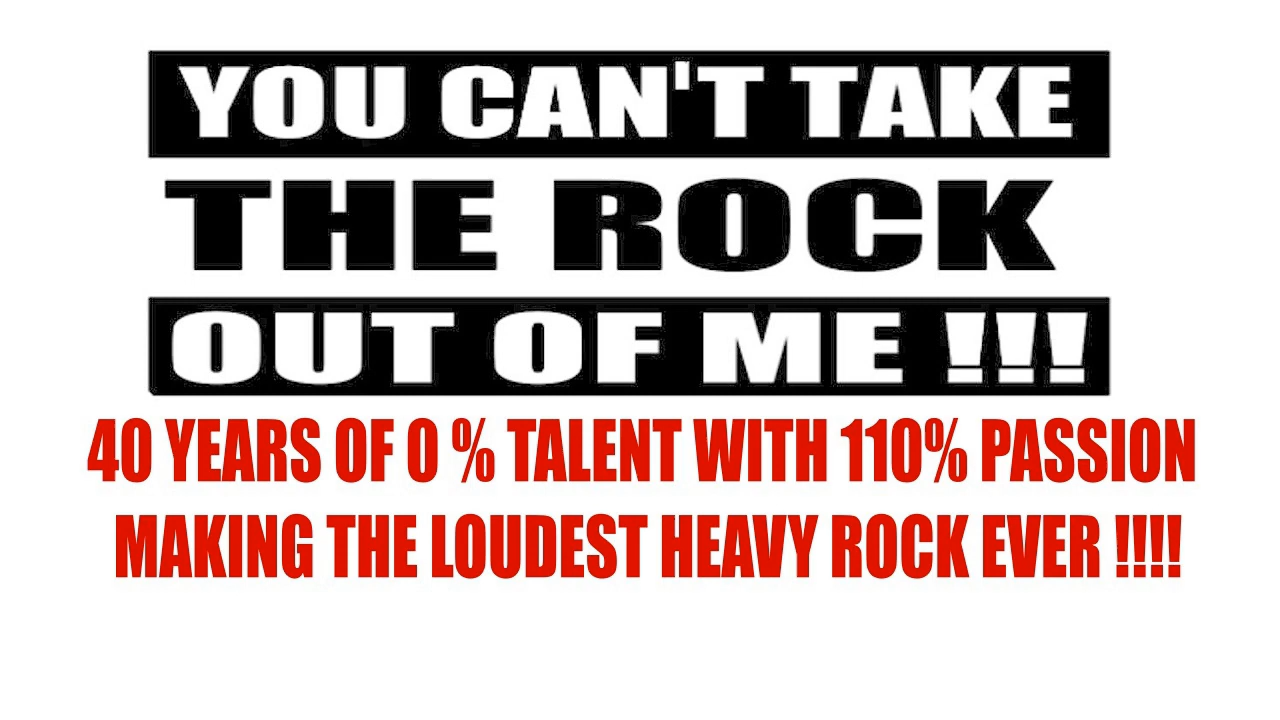 YOU CAN'T TAKE
THE ROCK
OUT OF ME !!!
40 YEARS OF 0 % TALENT WITH 110% PASSION
MAKING THE LOUDEST HEAVY ROCK EVER !!!!